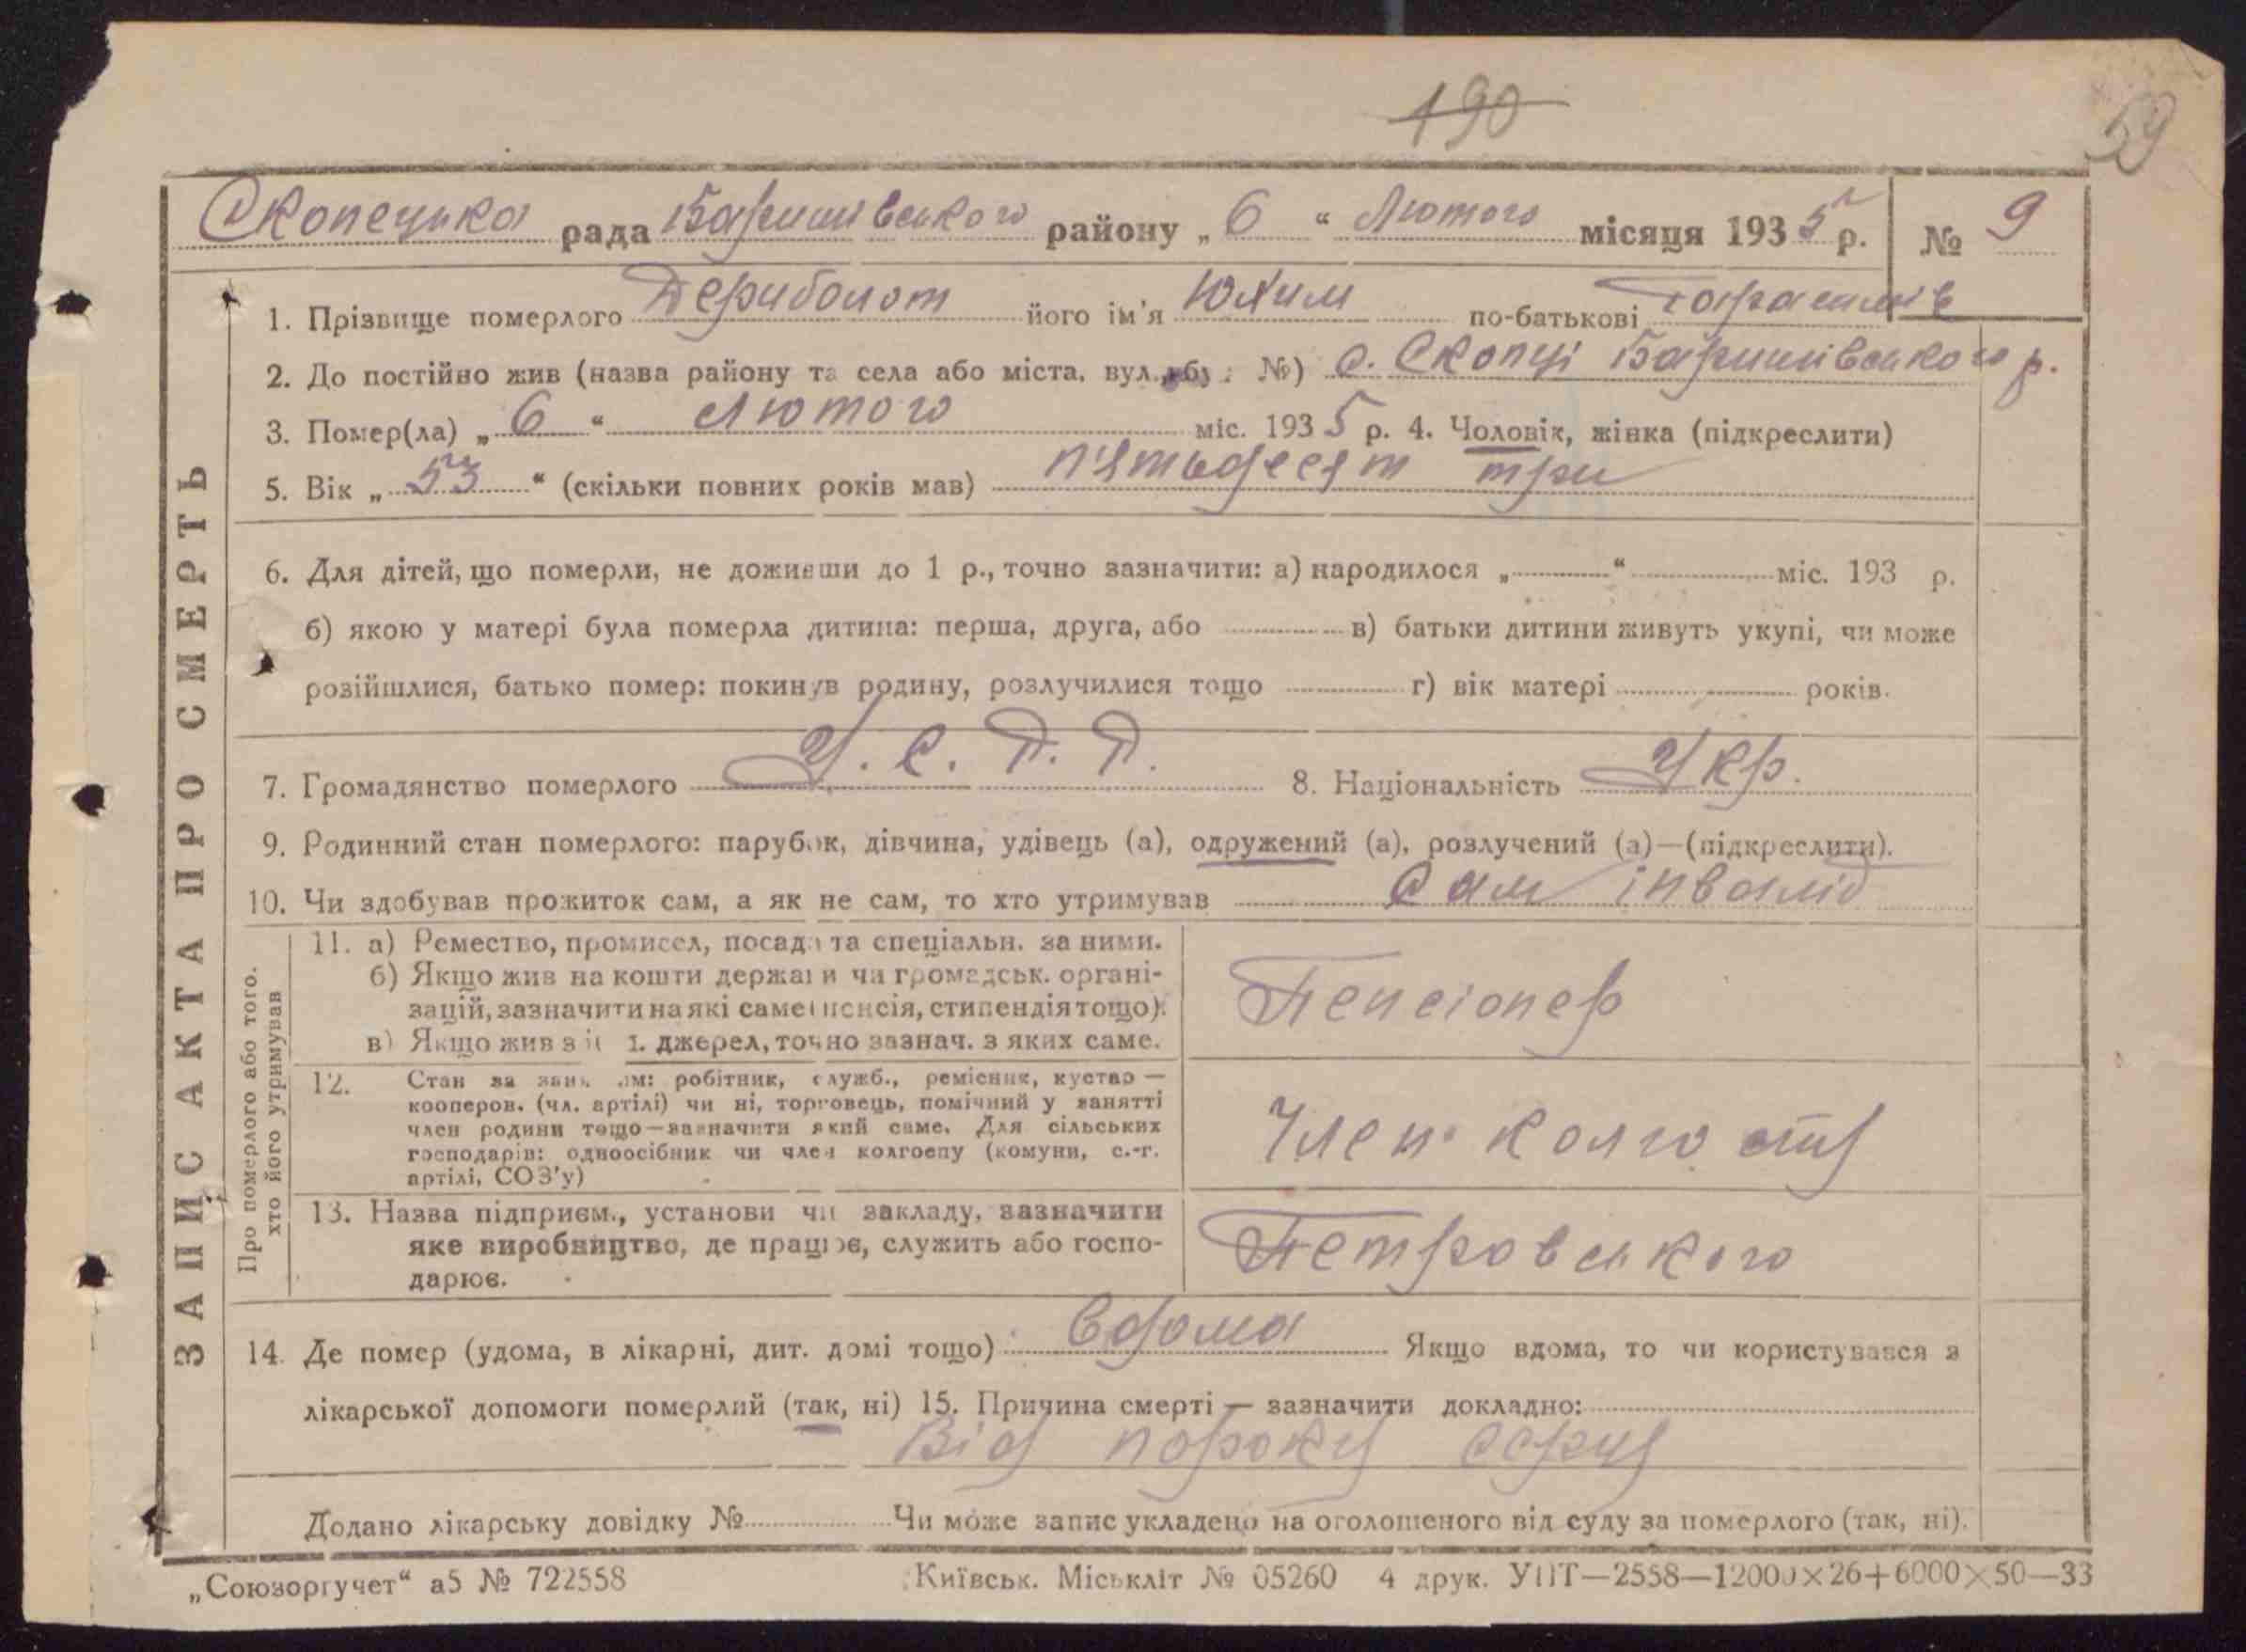 190
59
Скопецька рада Баришівського району „6“ Лютого місяця 1935 р. № 9
1. Прізвище померлого Дериболот його ім'я Юхим по-батькові
2. До постійно жив (назва району та села або міста, вул. бу. №) с. Скопці Баришівського р.
3. Помер(ла) „6“ Лютого міс. 1935 р. 4. Чоловік, жінка (підкреслити)
5. Вік „53“ (скільки повних років мав) п'ятьдесят три
6. Для дітей, що померли, не доживши до 1 р., точно зазначити: а) народилося „ “ міс. 193 р.
б) якою у матері була померла дитина: перша, друга, або в) батьки дитини живуть укупі, чи може
розійшлися, батько помер: покинув родину, розлучилися тощо г) вік матері років.
7. Громадянство померлого У.С.Р.Р. 8. Національність Укр.
9. Родинний стан померлого: парубок, дівчина, удівець (а), одружений (а), розлучений (а)—(підкреслити).
10. Чи здобував прожиток сам, а як не сам, то хто утримував Сам інвалід
Про померлого або того.
хто його утримував
11. а) Ремество, промисел, посада та спеціальн. за ними.
б) Якщо жив на кошти держави чи громадськ. органі-
зацій, зазначити на які саме (пенсія, стипендія тощо).
в) Якщо жив з ін. джерел, точно зазнач. з яких саме.
Пенсіонер
12. Стан за занят. ям: робітник, служб., ремісник, кустар —
кооперов. (чл. артілі) чи ні, торговець, помічний у занятті
член родини тощо—зазначити який саме. Для сільських
господарів: одноосібник чи член колгоспу (комуни, с.-г.
артілі, СОЗ'у)
Член колгоспу
13. Назва підприєм., установи чи закладу, зазначити
яке виробництво, де працює, служить або госпо-
дарює.
Петровського
14. Де помер (удома, в лікарні, дит. домі тощо) вдома Якщо вдома, то чи користувався з
лікарської допомоги померлий (так, ні) 15. Причина смерті — зазначити докладно:
Від пороку серця
Додано лікарську довідку № Чи може запис укладено на оголошеного від суду за померлого (так, ні).
ЗАПИС АКТА ПРО СМЕРТЬ
„Союзоргучет“ а5 № 722558 Київськ. Міськліт № 05260 4 друк. УПТ—2558—12000×26+6000×50—33